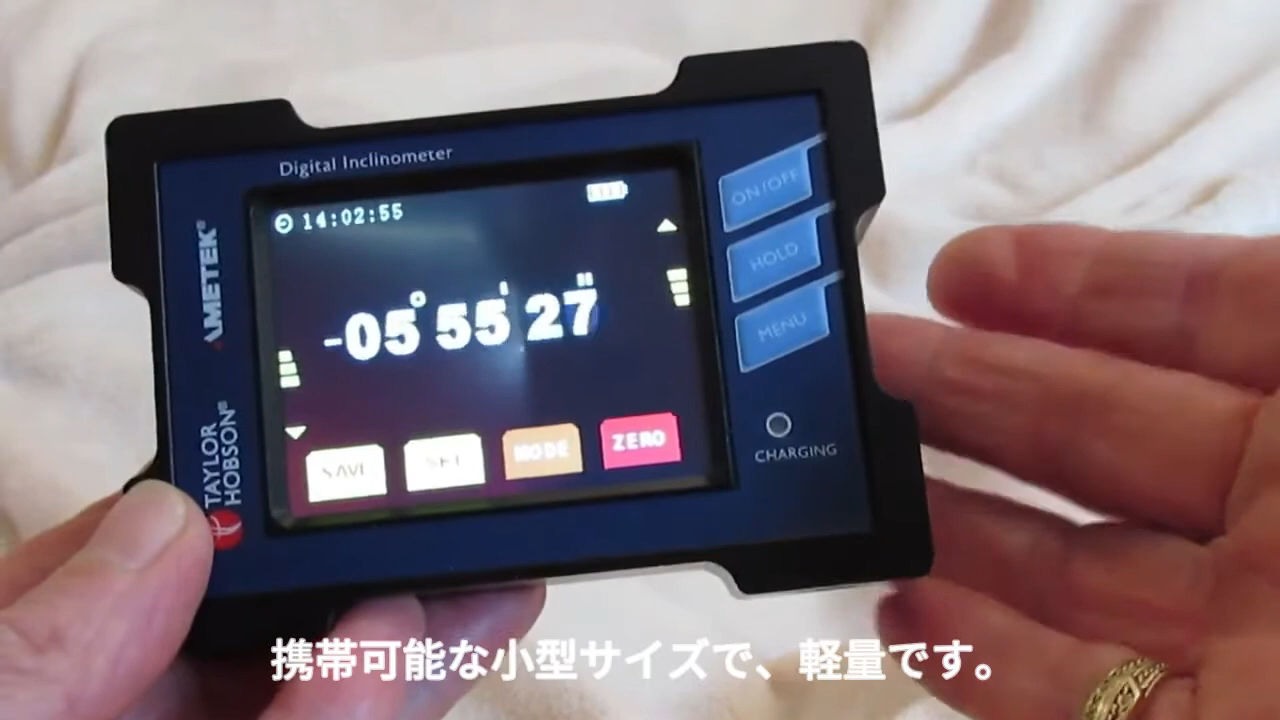 Digital Inclinometer
14:02:55
-05° 55' 27"
SAVE
SET
MODE
ZERO
ON/OFF
HOLD
MENU
CHARGING
AMETEK®
TAYLOR
HOBSON®
携帯可能な小型サイズで、軽量です。